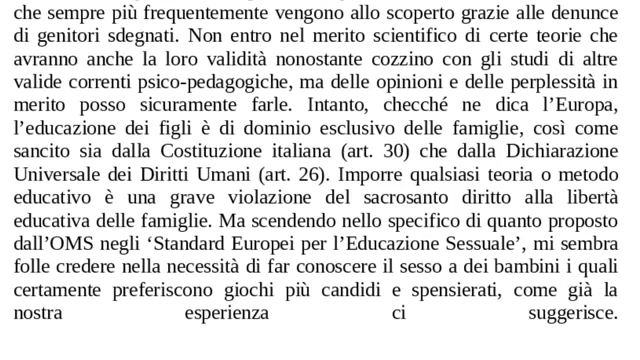 che sempre più frequentemente vengono allo scoperto grazie alle denunce
di genitori sdegnati. Non entro nel merito scientifico di certe teorie che
avranno anche la loro validità nonostante cozzino con gli studi di altre
valide correnti psico-pedagogiche, ma delle opinioni e delle perplessità in
merito posso sicuramente farle. Intanto, checché ne dica l’Europa,
l’educazione dei figli è di dominio esclusivo delle famiglie, così come
sancito sia dalla Costituzione italiana (art. 30) che dalla Dichiarazione
Universale dei Diritti Umani (art. 26). Imporre qualsiasi teoria o metodo
educativo è una grave violazione del sacrosanto diritto alla libertà
educativa delle famiglie. Ma scendendo nello specifico di quanto proposto
dall’OMS negli ‘Standard Europei per l’Educazione Sessuale’, mi sembra
folle credere nella necessità di far conoscere il sesso a dei bambini i quali
certamente preferiscono giochi più candidi e spensierati, come già la
nostra esperienza ci suggerisce.